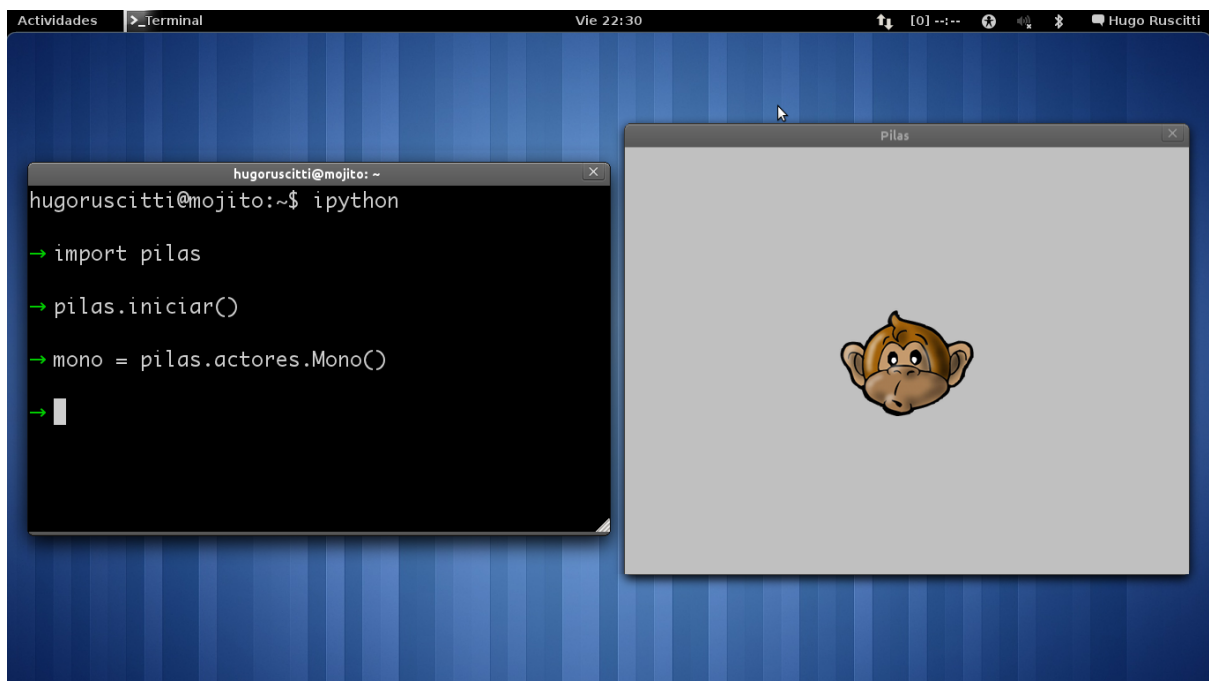 Actividades
>_Terminal
Vie 22:30
[0] --:--
Hugo Ruscitti
Pilas
hugoruscitti@mojito: ~
hugoruscitti@mojito:~$ ipython
→ import pilas
→ pilas.iniciar()
→ mono = pilas.actores.Mono()
→